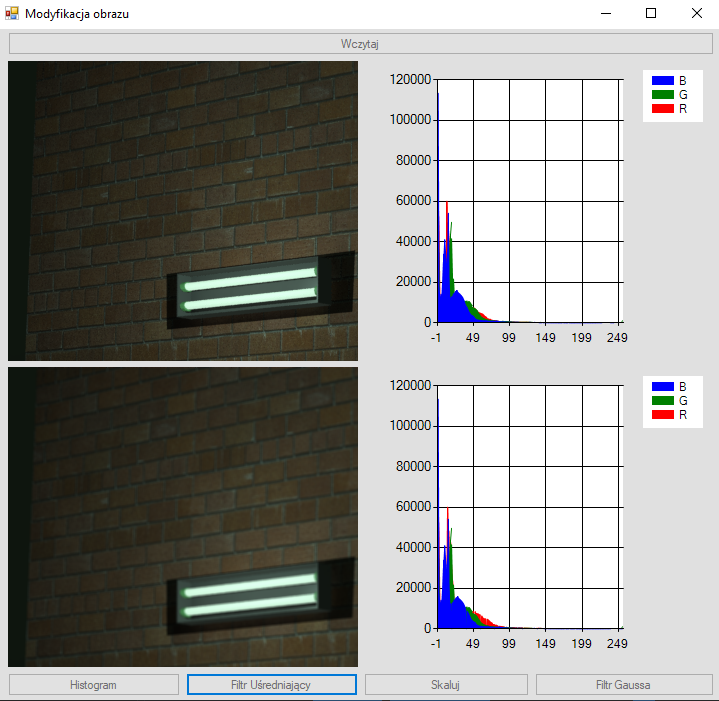 Modyfikacja obrazu
Wczytaj
120000
100000
80000
60000
40000
20000
0
-1 49 99 149 199 249
B
G
R
120000
100000
80000
60000
40000
20000
0
-1 49 99 149 199 249
B
G
R
Histogram Filtr Uśredniający Skaluj Filtr Gaussa